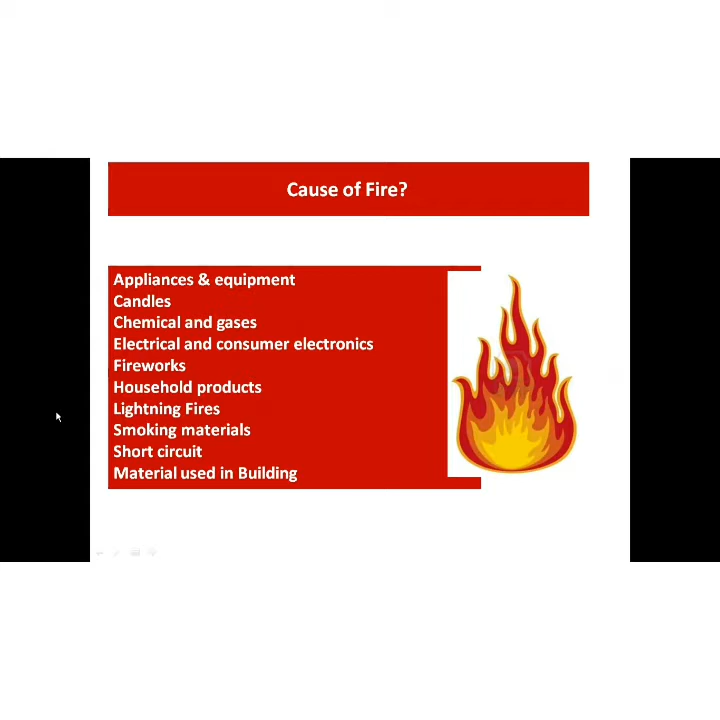 Cause of Fire?
Appliances & equipment
Candles
Chemical and gases
Electrical and consumer electronics
Fireworks
Household products
Lightning Fires
Smoking materials
Short circuit
Material used in Building